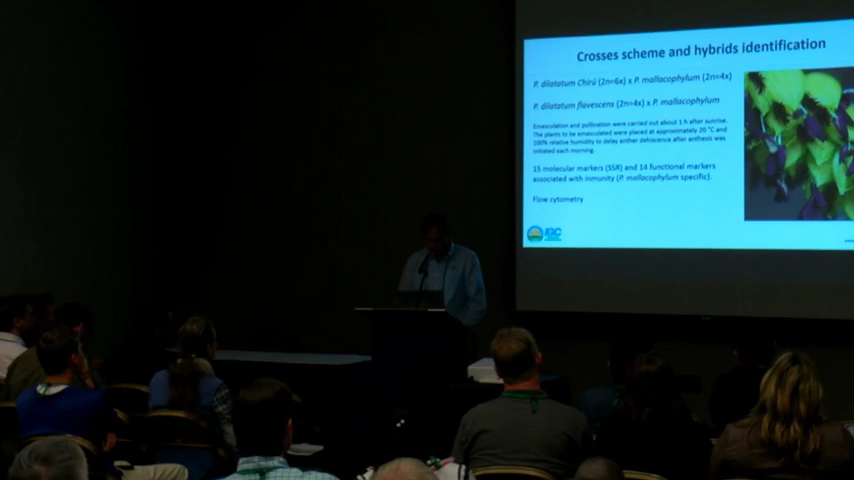 Crosses scheme and hybrids identification
P. dilatatum Chirú (2n=6x) x P. mallacophylum (2n=4x)
P. dilatatum flavescens (2n=4x) x P. mallacophylum
Emasculation and pollination were carried out about 1 h after sunrise.
The plants to be emasculated were placed at approximately 20 °C and
100% relative humidity to delay anther dehiscence after anthesis was
initiated each morning.
15 molecular markers (SSR) and 14 functional markers
associated with inmunity (P. mallacophylum specific).
Flow cytometry
IGC